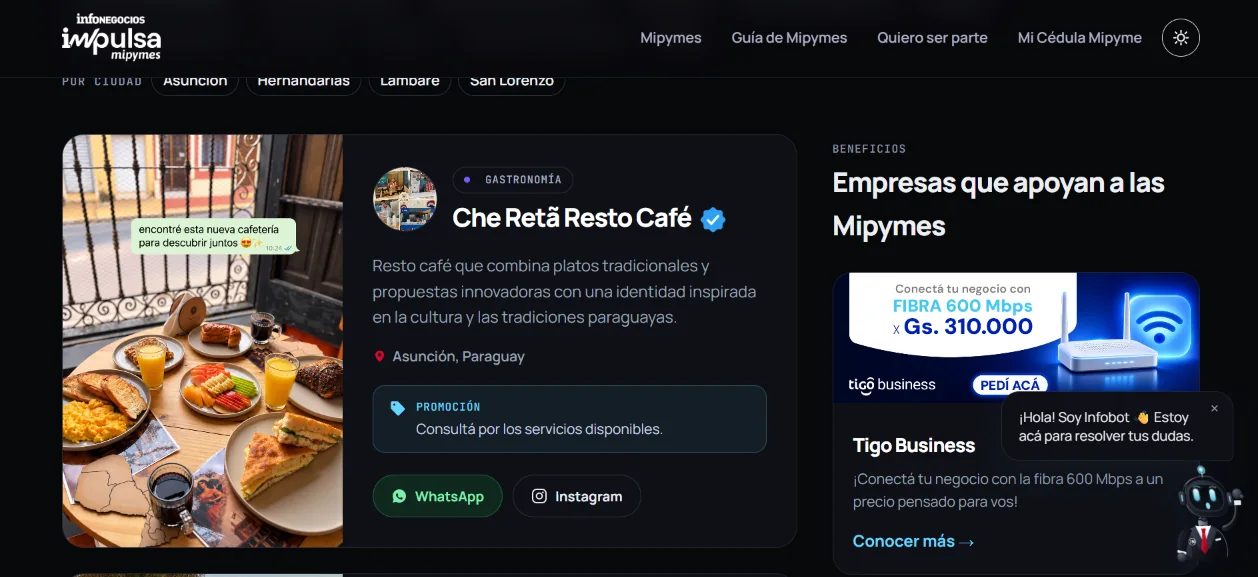 infonegocios
impulsa
mipymes
Mipymes
Guía de Mipymes
Quiero ser parte
Mi Cédula Mipyme
POR CIUDAD
Asunción
Hernandarias
Lambaré
San Lorenzo
encontré esta nueva cafetería
para descubrir juntos 😍✨ 10:24
GASTRONOMÍA
Che Retã Resto Café
Resto café que combina platos tradicionales y
propuestas innovadoras con una identidad inspirada
en la cultura y las tradiciones paraguayas.
Asunción, Paraguay
PROMOCIÓN
Consultá por los servicios disponibles.
WhatsApp
Instagram
BENEFICIOS
Empresas que apoyan a las
Mipymes
Conectá tu negocio con
FIBRA 600 Mbps
x Gs. 310.000
tigo business
PEDÍ ACÁ
Tigo Business
¡Conectá tu negocio con la fibra 600 Mbps a un
precio pensado para vos!
Conocer más →
¡Hola! Soy Infobot 👋 Estoy
acá para resolver tus dudas.
×